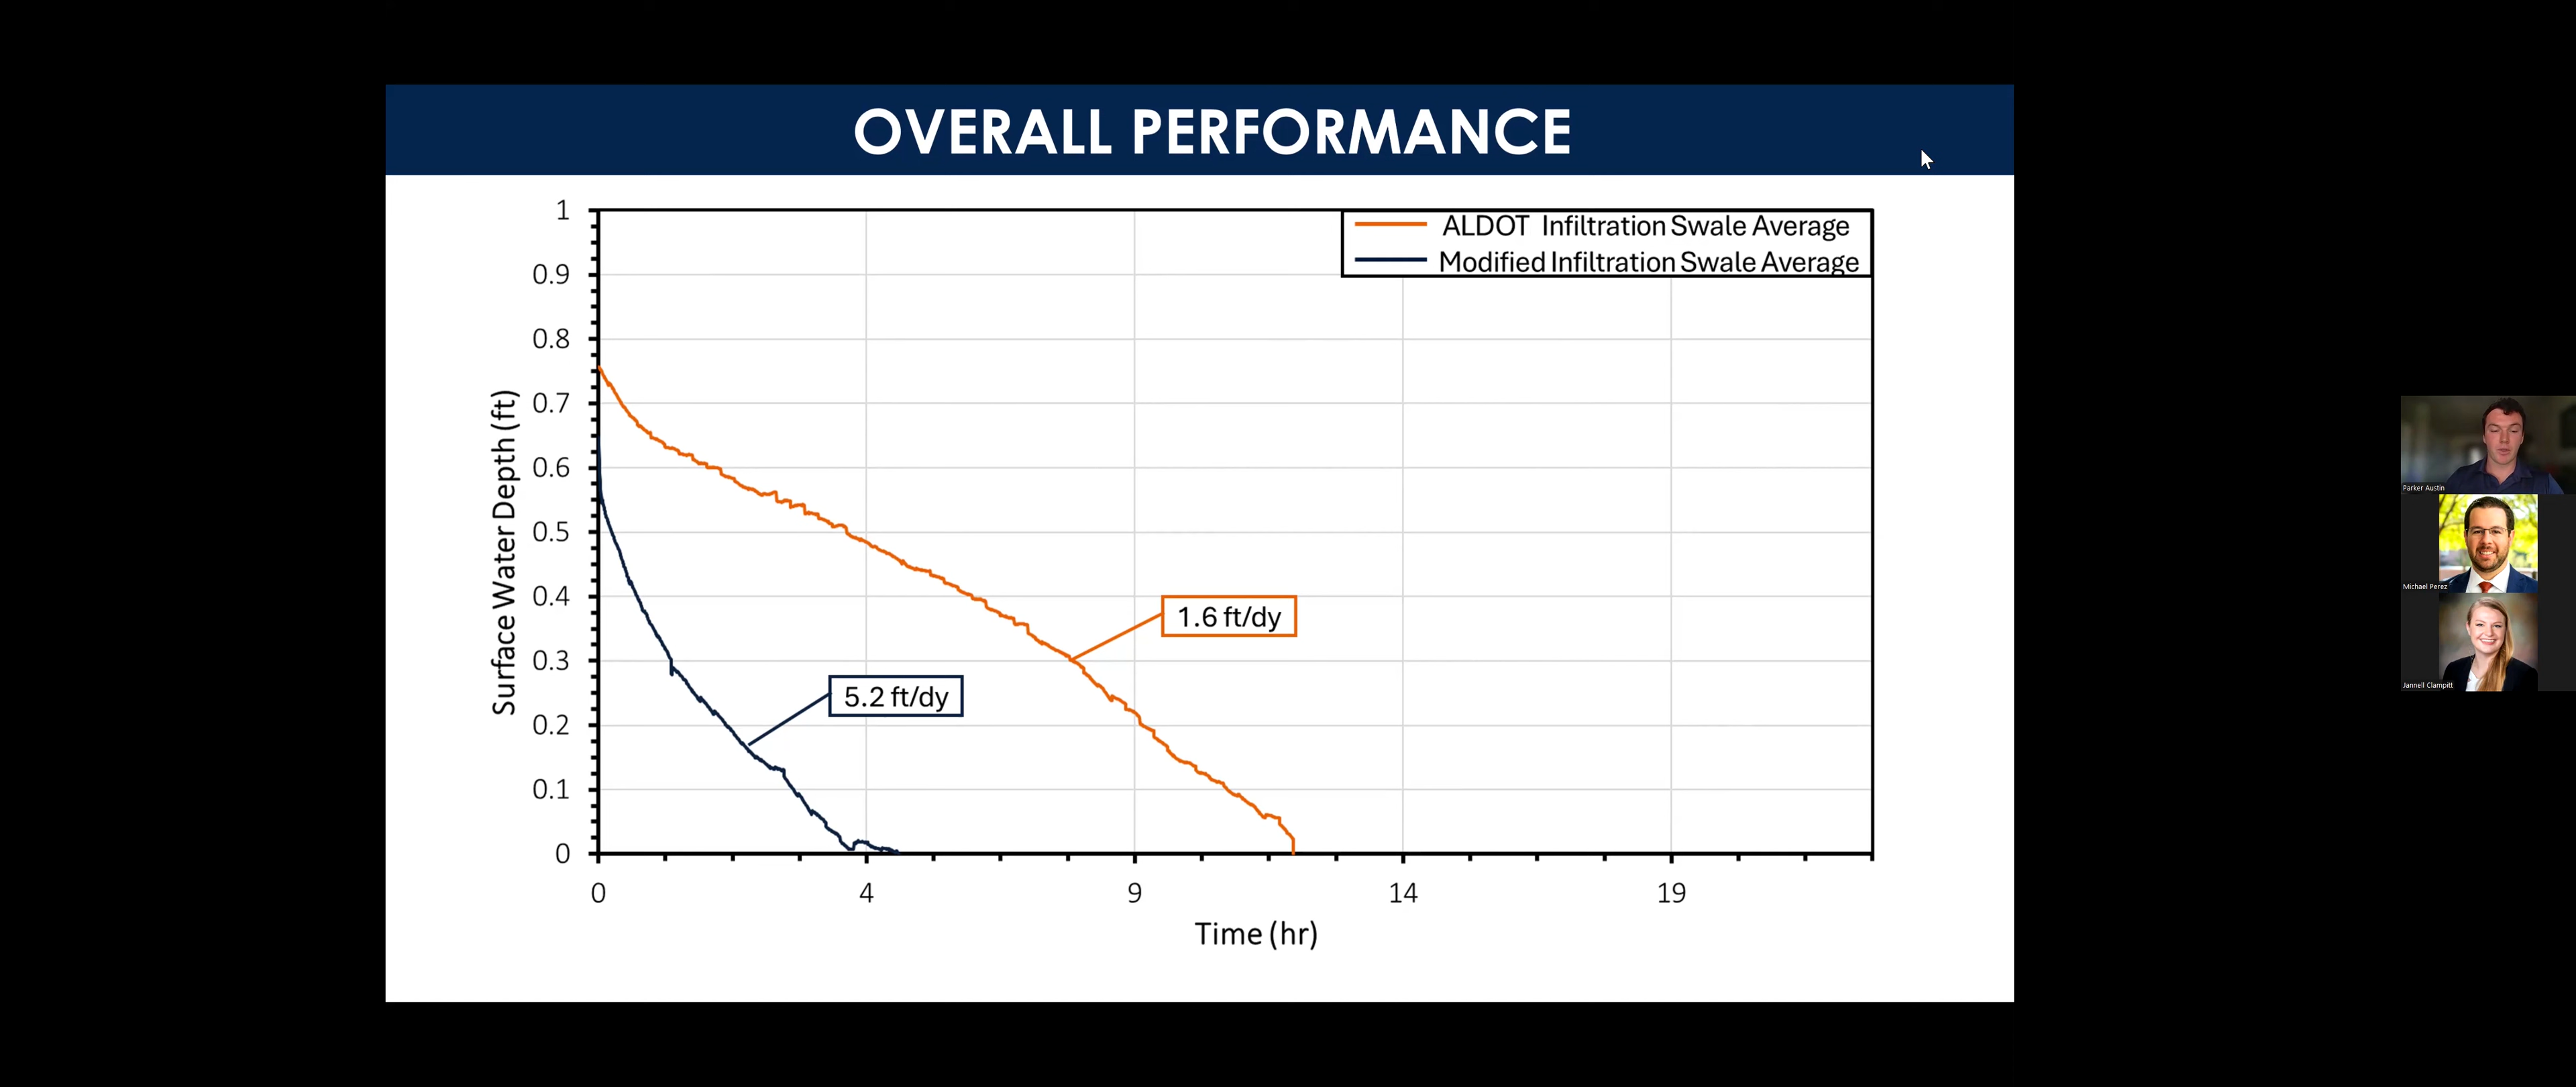 OVERALL PERFORMANCE
ALDOT Infiltration Swale Average
Modified Infiltration Swale Average
1
0.9
0.8
0.7
0.6
0.5
0.4
0.3
0.2
0.1
0
Surface Water Depth (ft)
1.6 ft/dy
5.2 ft/dy
0 4 9 14 19
Time (hr)
Parker Austin
Michael Perez
Jannell Clampitt